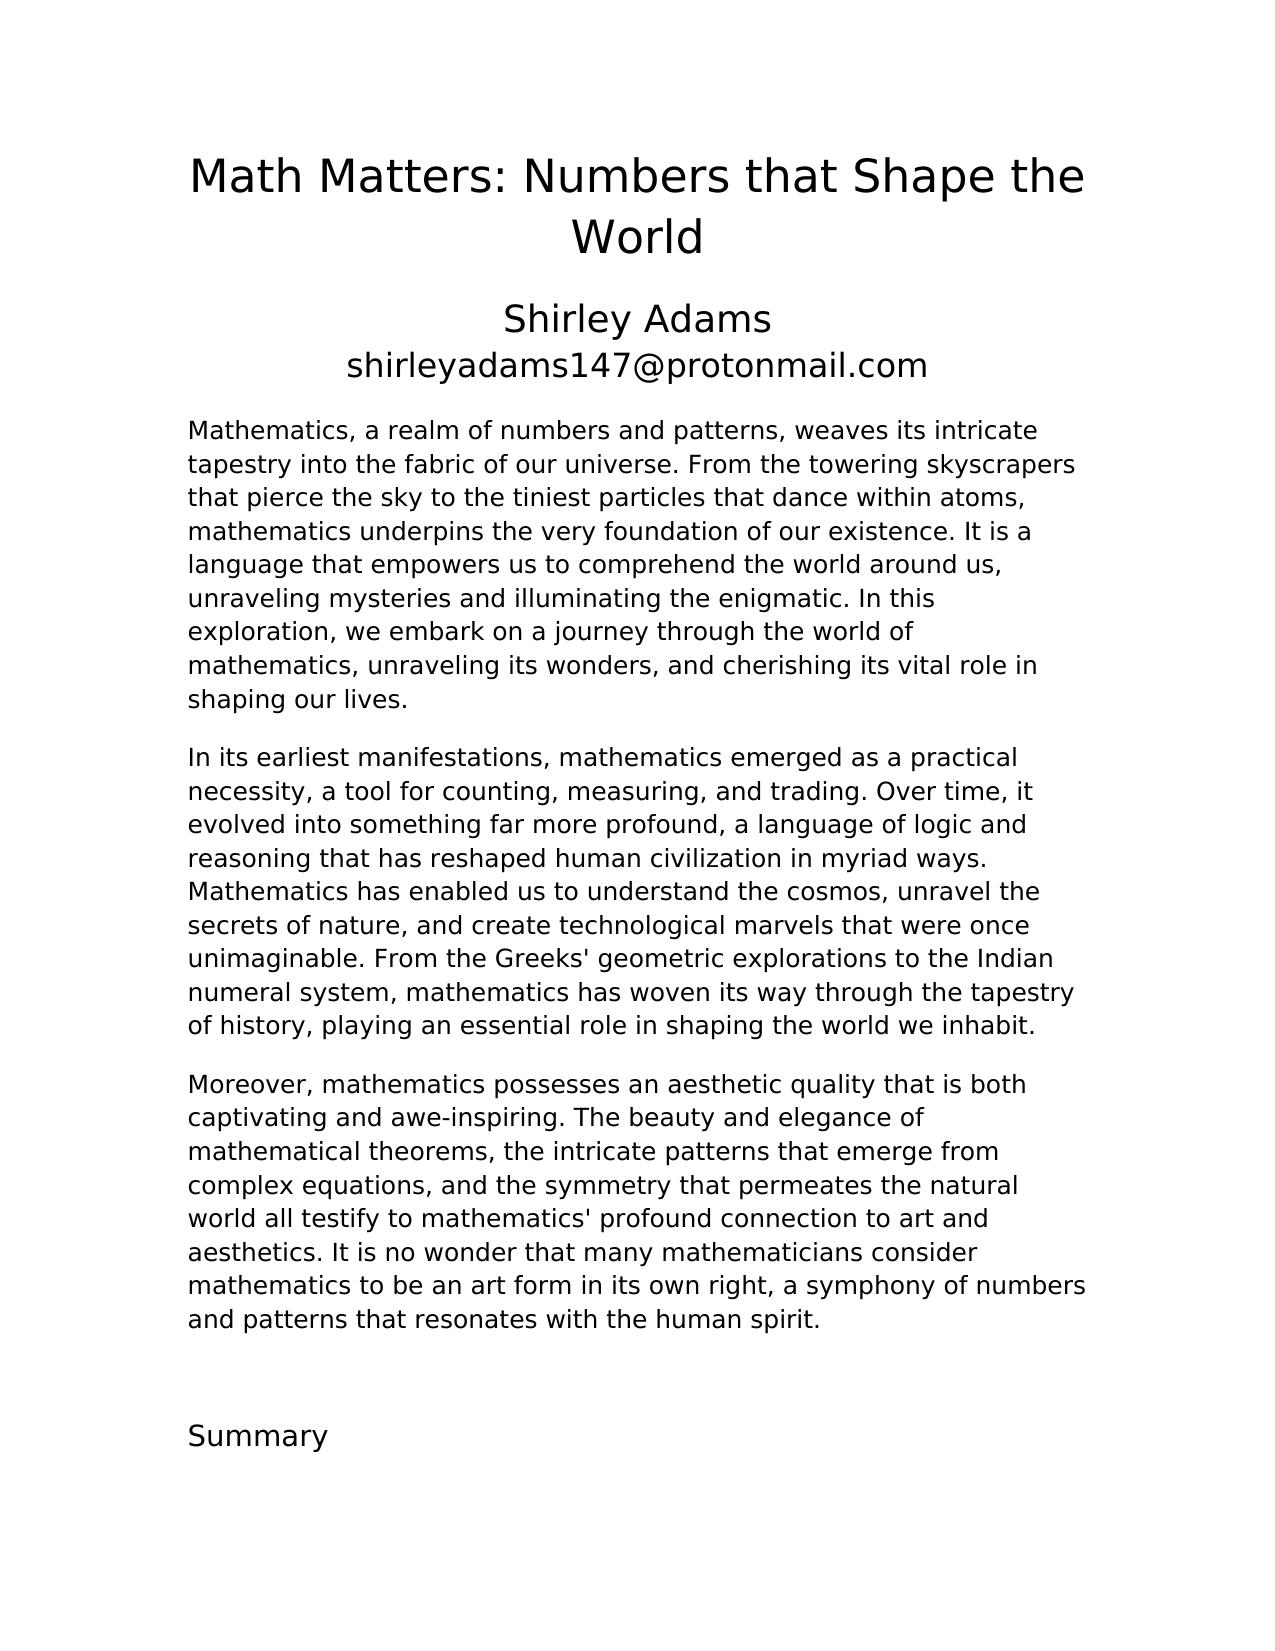 Math Matters: Numbers that Shape the
World
Shirley Adams
shirleyadams147@protonmail.com
Mathematics, a realm of numbers and patterns, weaves its intricate
tapestry into the fabric of our universe. From the towering skyscrapers
that pierce the sky to the tiniest particles that dance within atoms,
mathematics underpins the very foundation of our existence. It is a
language that empowers us to comprehend the world around us,
unraveling mysteries and illuminating the enigmatic. In this
exploration, we embark on a journey through the world of
mathematics, unraveling its wonders, and cherishing its vital role in
shaping our lives.
In its earliest manifestations, mathematics emerged as a practical
necessity, a tool for counting, measuring, and trading. Over time, it
evolved into something far more profound, a language of logic and
reasoning that has reshaped human civilization in myriad ways.
Mathematics has enabled us to understand the cosmos, unravel the
secrets of nature, and create technological marvels that were once
unimaginable. From the Greeks' geometric explorations to the Indian
numeral system, mathematics has woven its way through the tapestry
of history, playing an essential role in shaping the world we inhabit.
Moreover, mathematics possesses an aesthetic quality that is both
captivating and awe-inspiring. The beauty and elegance of
mathematical theorems, the intricate patterns that emerge from
complex equations, and the symmetry that permeates the natural
world all testify to mathematics' profound connection to art and
aesthetics. It is no wonder that many mathematicians consider
mathematics to be an art form in its own right, a symphony of numbers
and patterns that resonates with the human spirit.
Summary